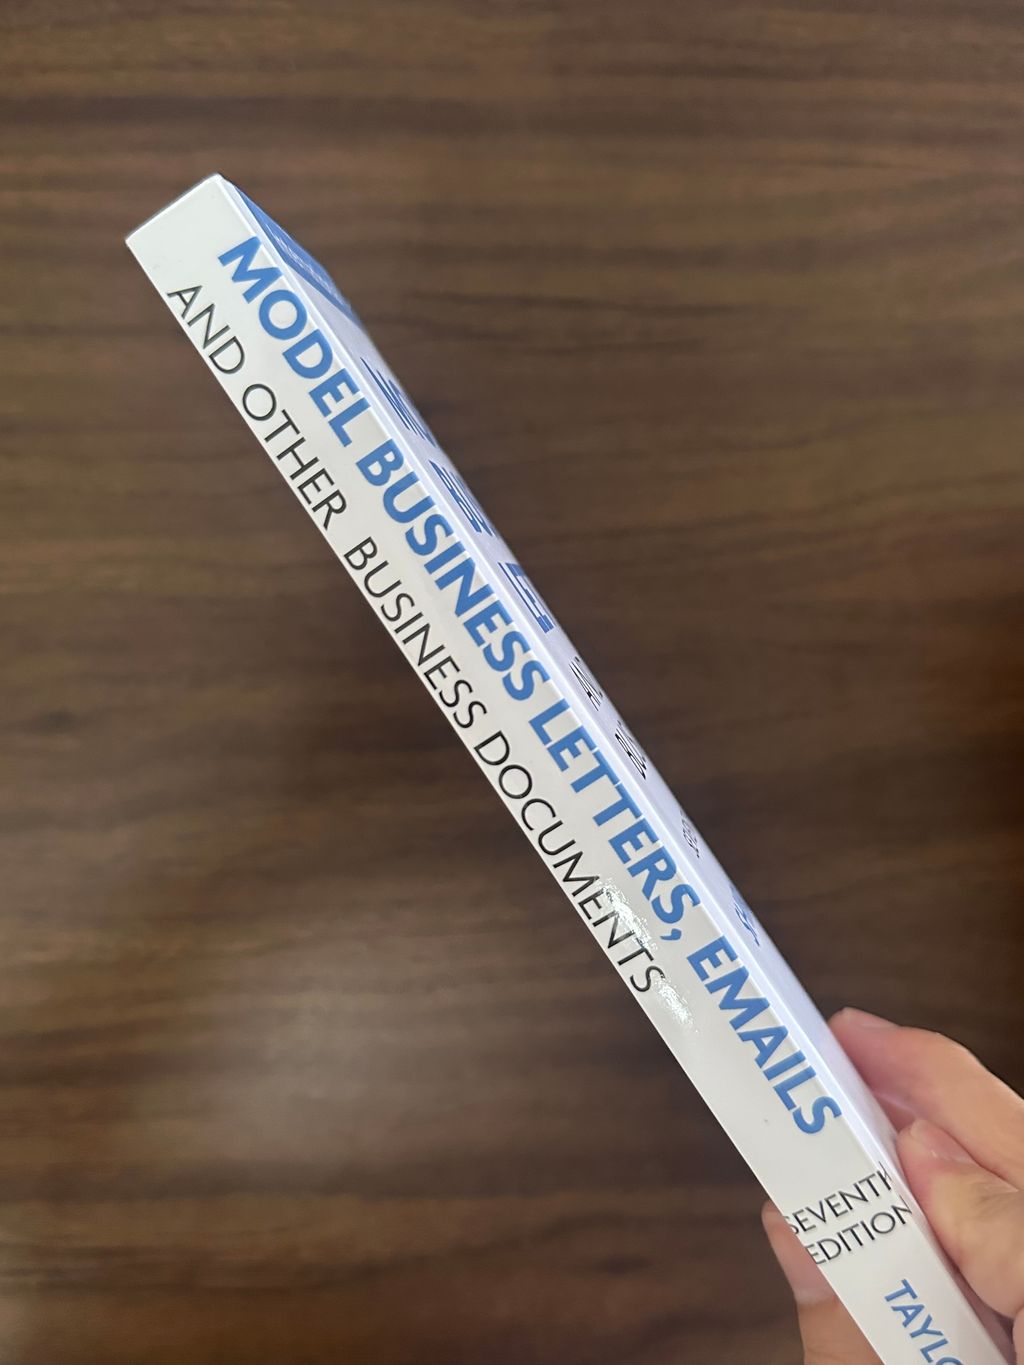 MODEL BUSINESS LETTERS, EMAILS
AND OTHER BUSINESS DOCUMENTS
SEVENTH
EDITION